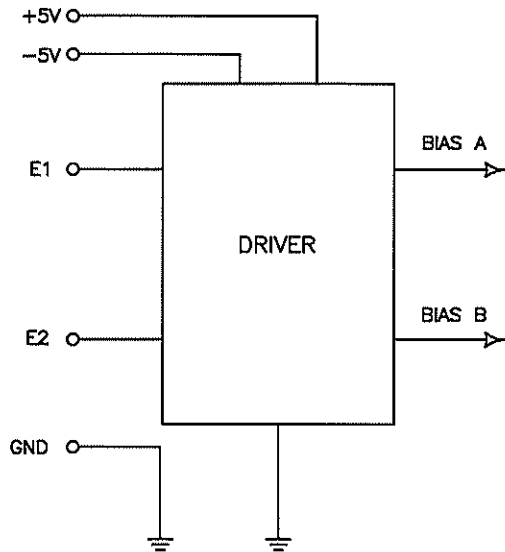 +5V
-5V
E1
BIAS A
DRIVER
E2
BIAS B
GND